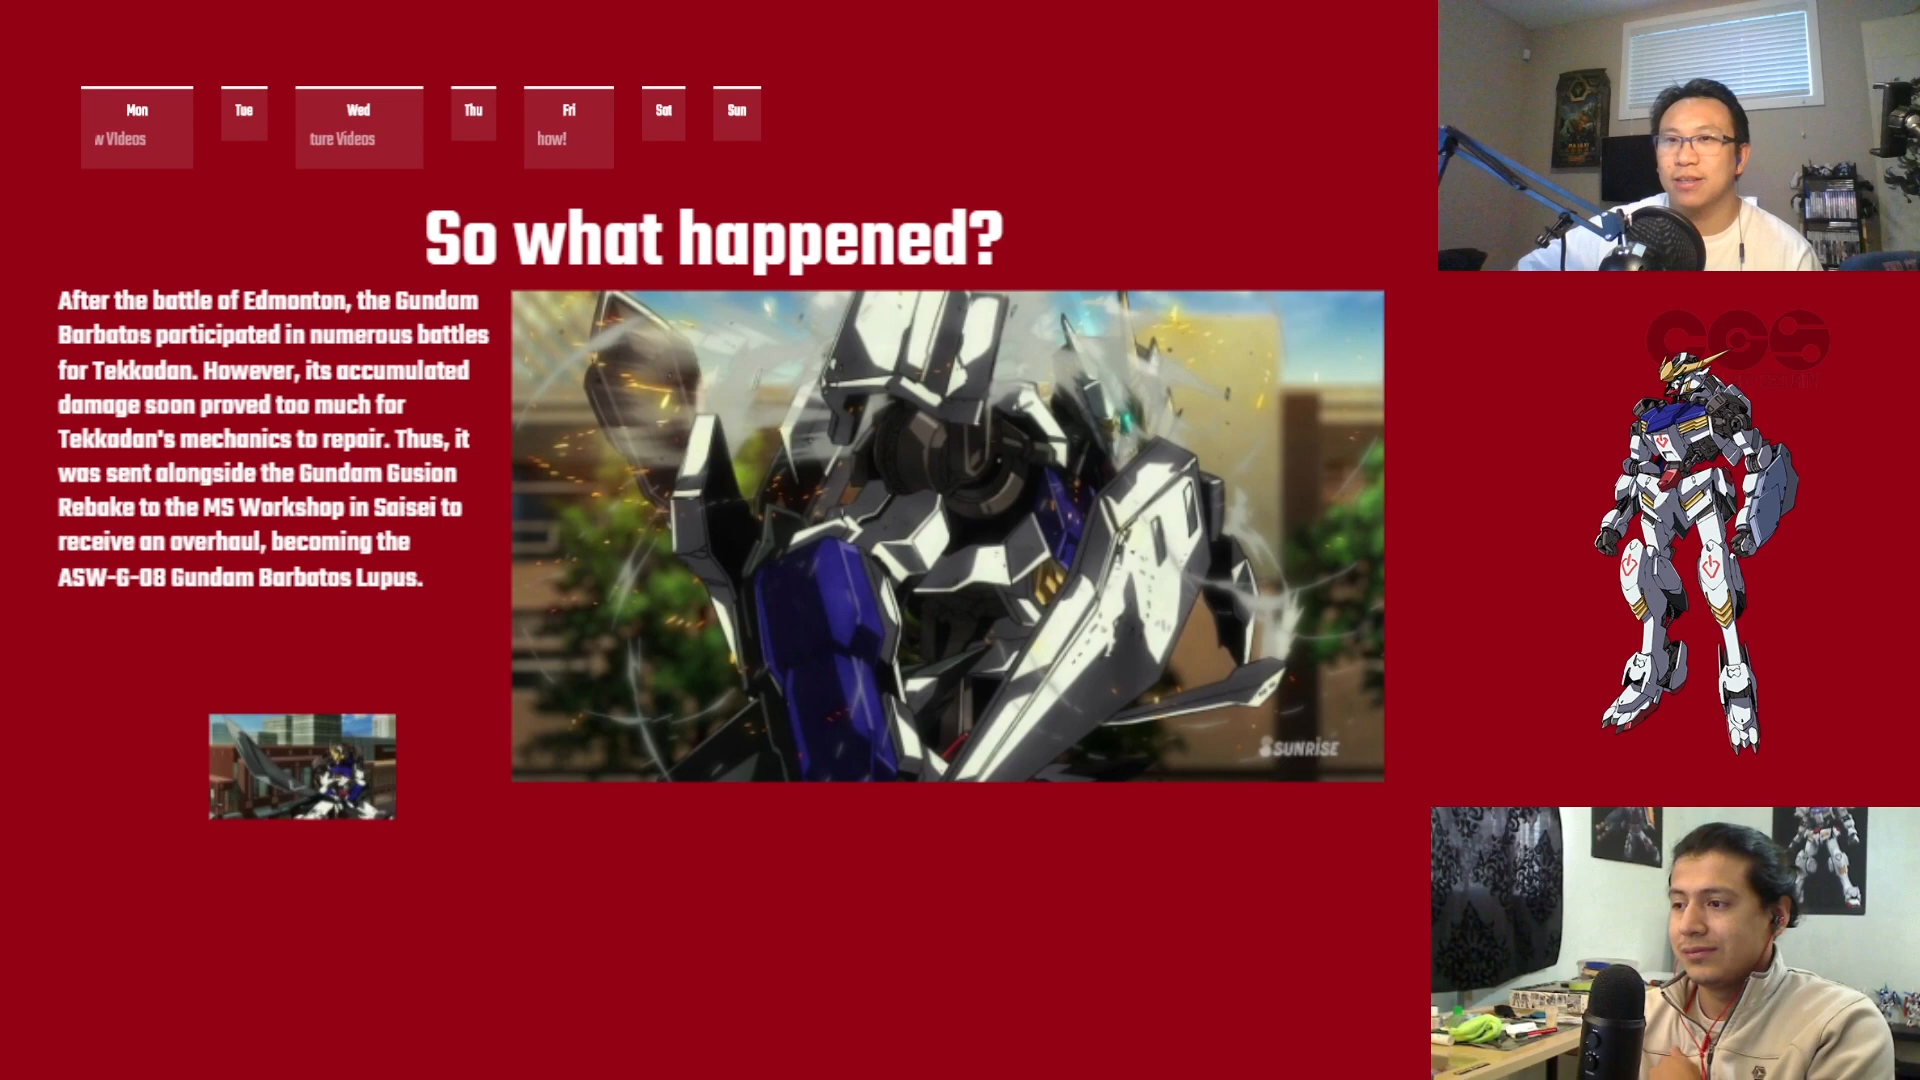 Mon
Tue
Wed
Thu
Fri
Sat
Sun
w VIdeos
ture Videos
how!
So what happened?
After the battle of Edmonton, the Gundam
Barbatos participated in numerous battles
for Tekkadan. However, its accumulated
damage soon proved too much for
Tekkadan's mechanics to repair. Thus, it
was sent alongside the Gundam Gusion
Rebake to the MS Workshop in Saisei to
receive an overhaul, becoming the
ASW-G-08 Gundam Barbatos Lupus.
SUNRISE
CCS